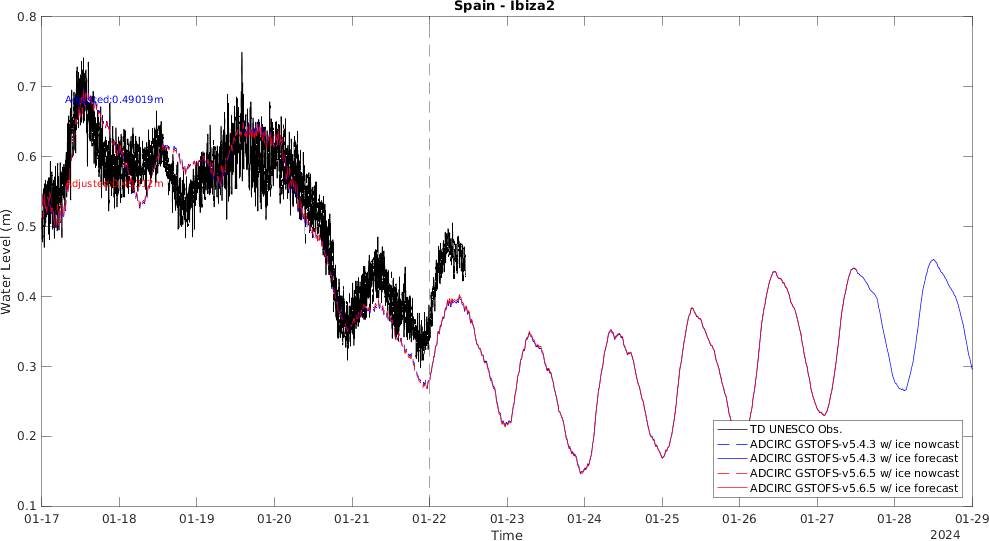 Spain - Ibiza2
0.8
0.7
0.6
0.5
0.4
0.3
0.2
0.1
Water Level (m)
Adjusted:0.49019m
TD UNESCO Obs.
ADCIRC GSTOFS-v5.4.3 w/ ice nowcast
ADCIRC GSTOFS-v5.4.3 w/ ice forecast
ADCIRC GSTOFS-v5.6.5 w/ ice nowcast
ADCIRC GSTOFS-v5.6.5 w/ ice forecast
01-17 01-18 01-19 01-20 01-21 01-22 01-23 01-24 01-25 01-26 01-27 01-28 01-29
Time
2024